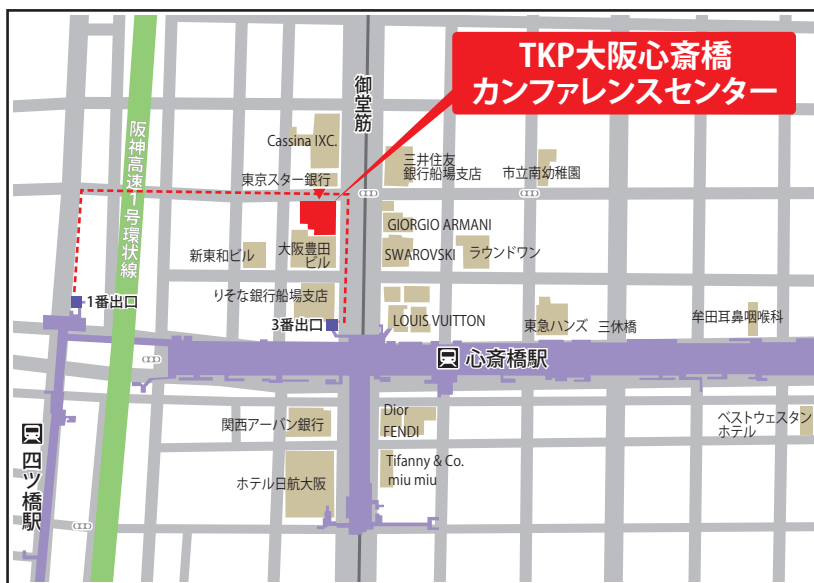 TKP大阪心斎橋
カンファレンスセンター
御堂筋
阪神高速1号環状線
Cassina IXC.
三井住友
銀行船場支店
市立南幼稚園
東京スター銀行
GIORGIO ARMANI
新東和ビル
大阪豊田
ビル
SWAROVSKI
ラウンドワン
りそな銀行船場支店
1番出口
3番出口
LOUIS VUITTON
東急ハンズ
三休橋
牟田耳鼻咽喉科
心斎橋駅
関西アーバン銀行
Dior
FENDI
ベストウェスタン
ホテル
四ツ橋駅
ホテル日航大阪
Tifanny & Co.
miu miu